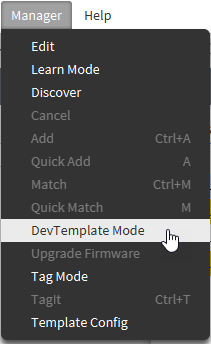 Manager Help
Edit
Learn Mode
Discover
Cancel
Add Ctrl+A
Quick Add A
Match Ctrl+M
Quick Match M
DevTemplate Mode
Upgrade Firmware
Tag Mode
TagIt Ctrl+T
Template Config